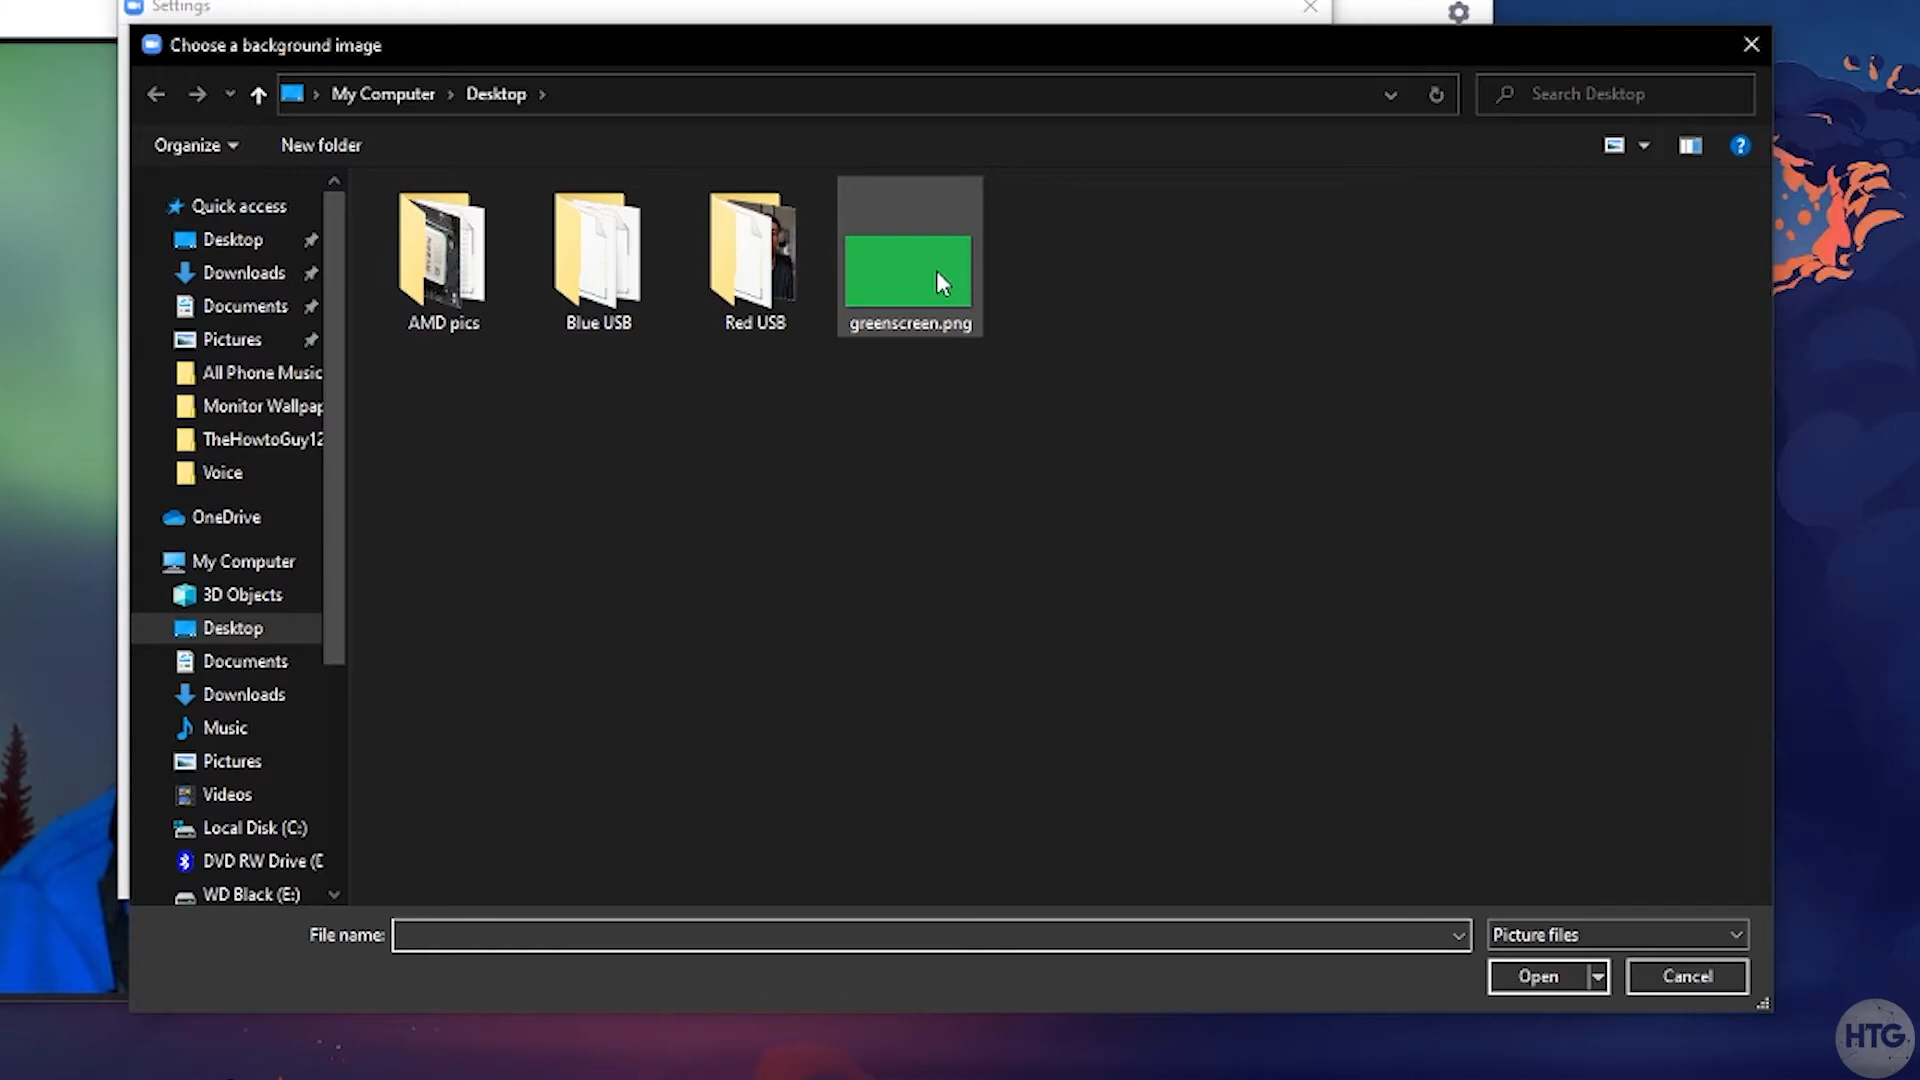 Settings
Choose a background image
My Computer
Desktop
Search Desktop
Organize
New folder
Quick access
Desktop
Downloads
Documents
Pictures
All Phone Music
Monitor Wallpap
TheHowtoGuy12
Voice
OneDrive
My Computer
3D Objects
Desktop
Documents
Downloads
Music
Pictures
Videos
Local Disk (C:)
DVD RW Drive (D
WD Black (E:)
AMD pics
Blue USB
Red USB
greenscreen.png
File name:
Picture files
Open
Cancel
HTG